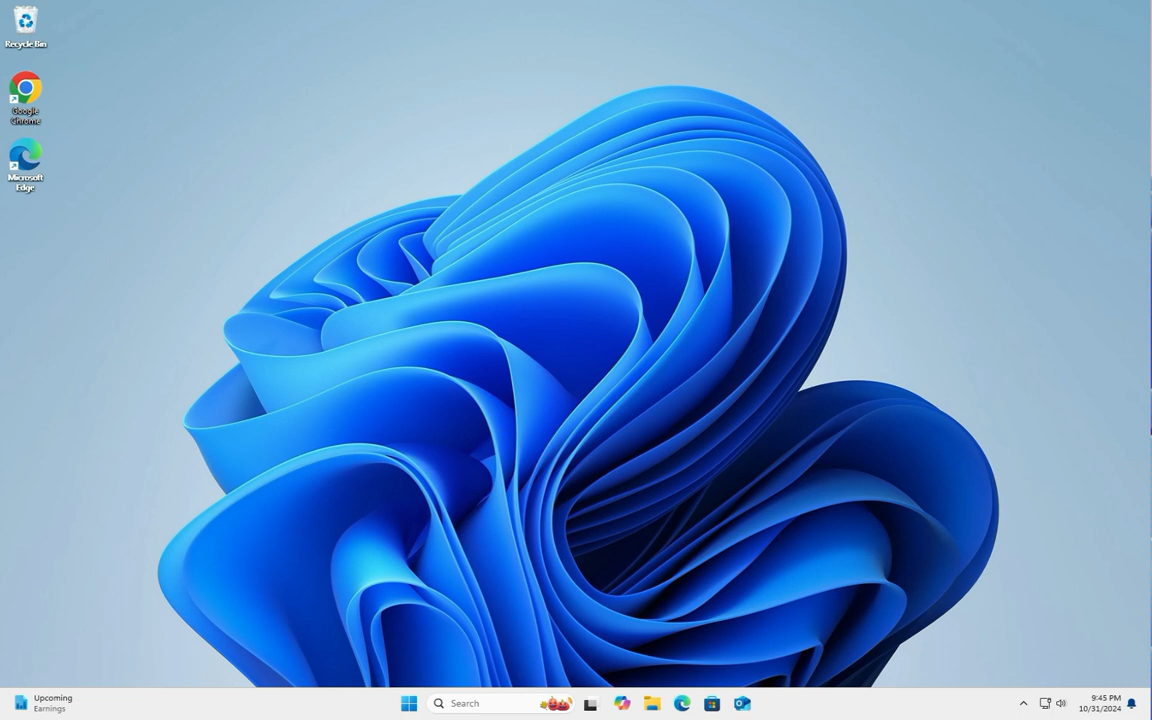 Recycle Bin
Google
Chrome
Microsoft
Edge
Upcoming
Earnings
Search
9:45 PM
10/31/2024